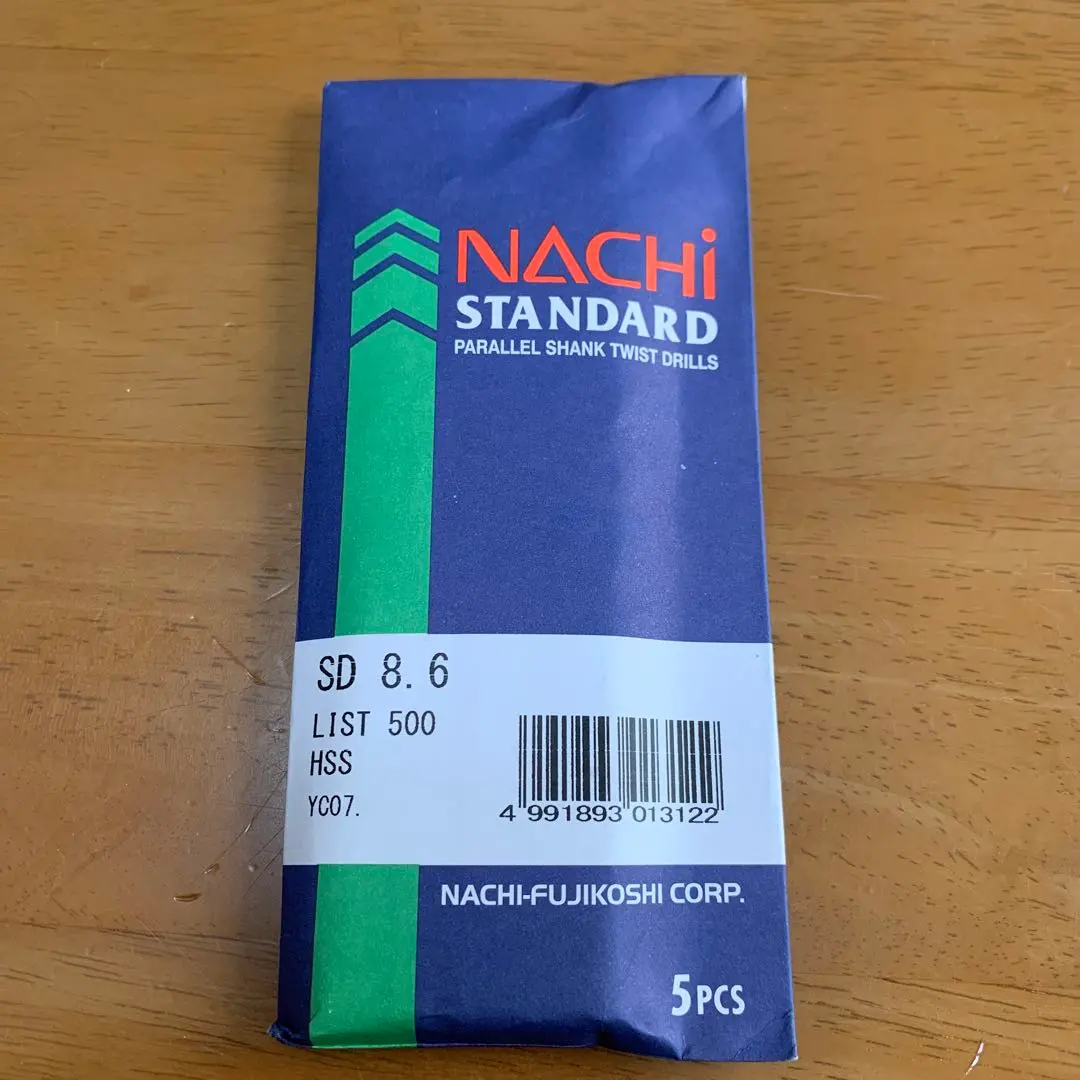 NACHi
STANDARD
PARALLEL SHANK TWIST DRILLS
SD 8.6
LIST 500
HSS
YC07.
4 991893 013122
NACHI-FUJIKOSHI CORP.
5PCS